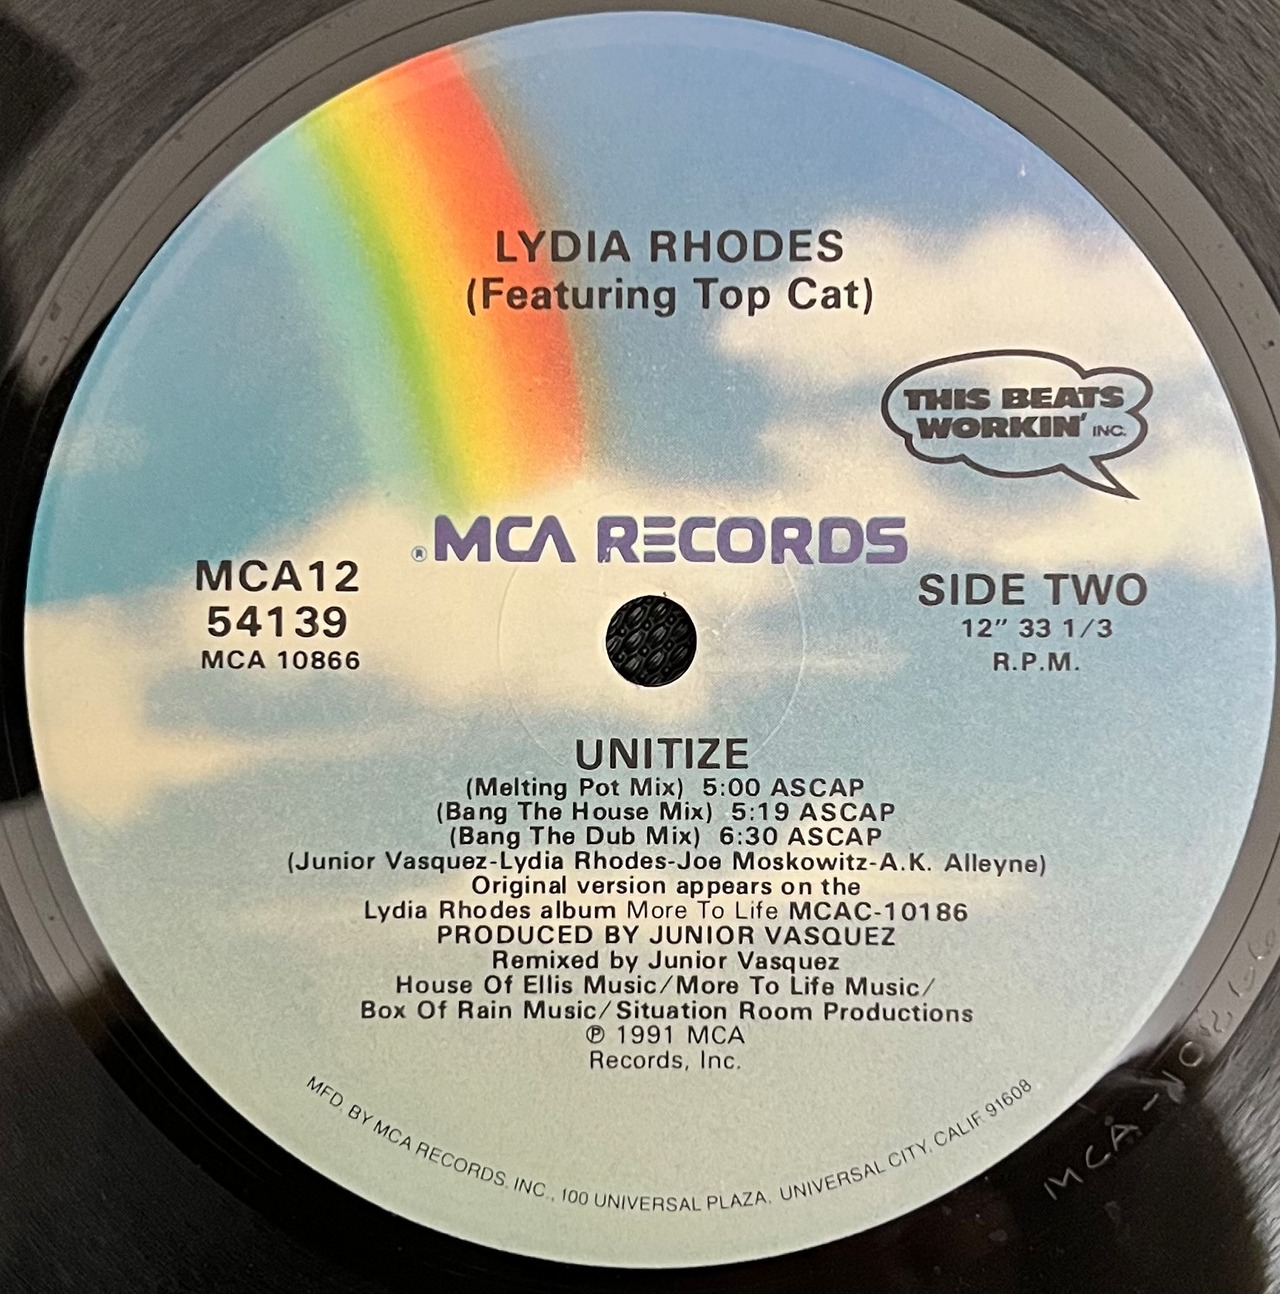 LYDIA RHODES
(Featuring Top Cat)
THIS BEATS
WORKIN' INC.
® MCA RECORDS
MCA12
54139
MCA 10866
SIDE TWO
12" 33 1/3
R.P.M.
UNITIZE
(Melting Pot Mix) 5:00 ASCAP
(Bang The House Mix) 5:19 ASCAP
(Bang The Dub Mix) 6:30 ASCAP
(Junior Vasquez-Lydia Rhodes-Joe Moskowitz-A.K. Alleyne)
Original version appears on the
Lydia Rhodes album More To Life MCAC-10186
PRODUCED BY JUNIOR VASQUEZ
Remixed by Junior Vasquez
House Of Ellis Music/More To Life Music/
Box Of Rain Music/Situation Room Productions
℗ 1991 MCA
Records, Inc.
MFD. BY MCA RECORDS, INC., 100 UNIVERSAL PLAZA, UNIVERSAL CITY, CALIF. 91608